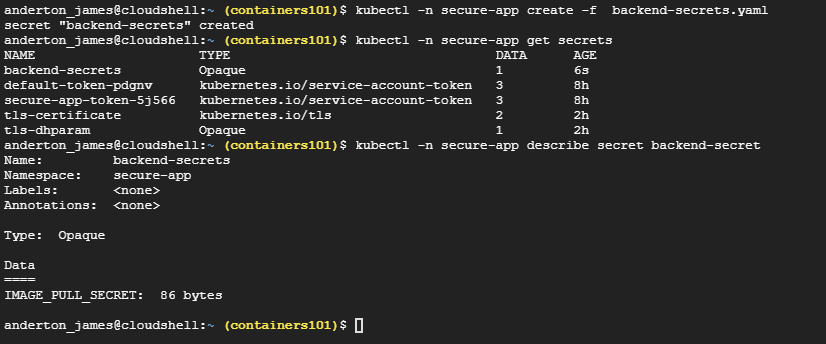 anderton_james@cloudshell:~ (containers101)$ kubectl -n secure-app create -f  backend-secrets.yaml
secret "backend-secrets" created
anderton_james@cloudshell:~ (containers101)$ kubectl -n secure-app get secrets
NAME                     TYPE                                  DATA      AGE
backend-secrets          Opaque                                1         6s
default-token-pdgnv      kubernetes.io/service-account-token   3         8h
secure-app-token-5j566   kubernetes.io/service-account-token   3         8h
tls-certificate          kubernetes.io/tls                     2         2h
tls-dhparam              Opaque                                1         2h
anderton_james@cloudshell:~ (containers101)$ kubectl -n secure-app describe secret backend-secret
Name:         backend-secrets
Namespace:    secure-app
Labels:       <none>
Annotations:  <none>
Type:  Opaque
Data
====
IMAGE_PULL_SECRET:  86 bytes
anderton_james@cloudshell:~ (containers101)$